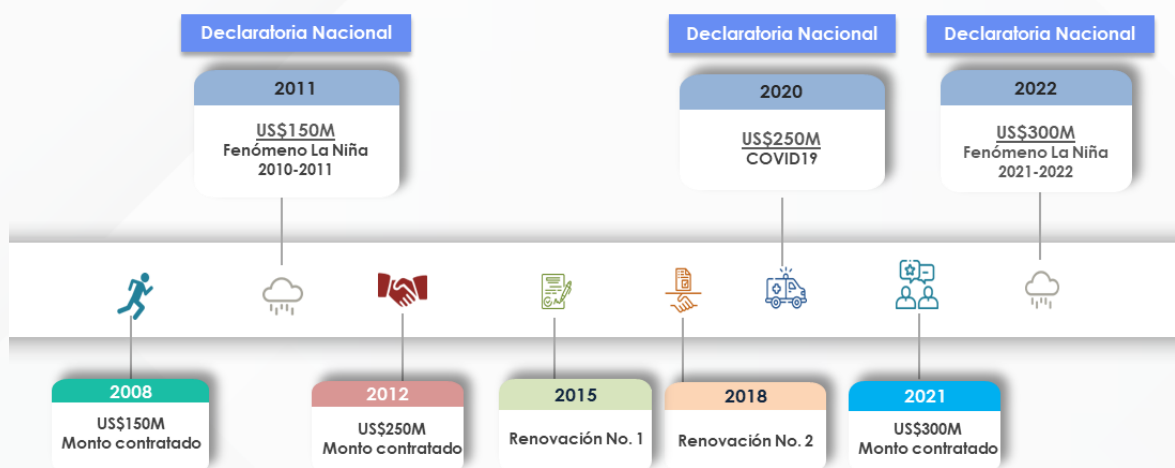 Declaratoria Nacional
2011
US$150M
Fenómeno La Niña
2010-2011
Declaratoria Nacional
2020
US$250M
COVID19
Declaratoria Nacional
2022
US$300M
Fenómeno La Niña
2021-2022
2008
US$150M
Monto contratado
2012
US$250M
Monto contratado
2015
Renovación No. 1
2018
Renovación No. 2
2021
US$300M
Monto contratado